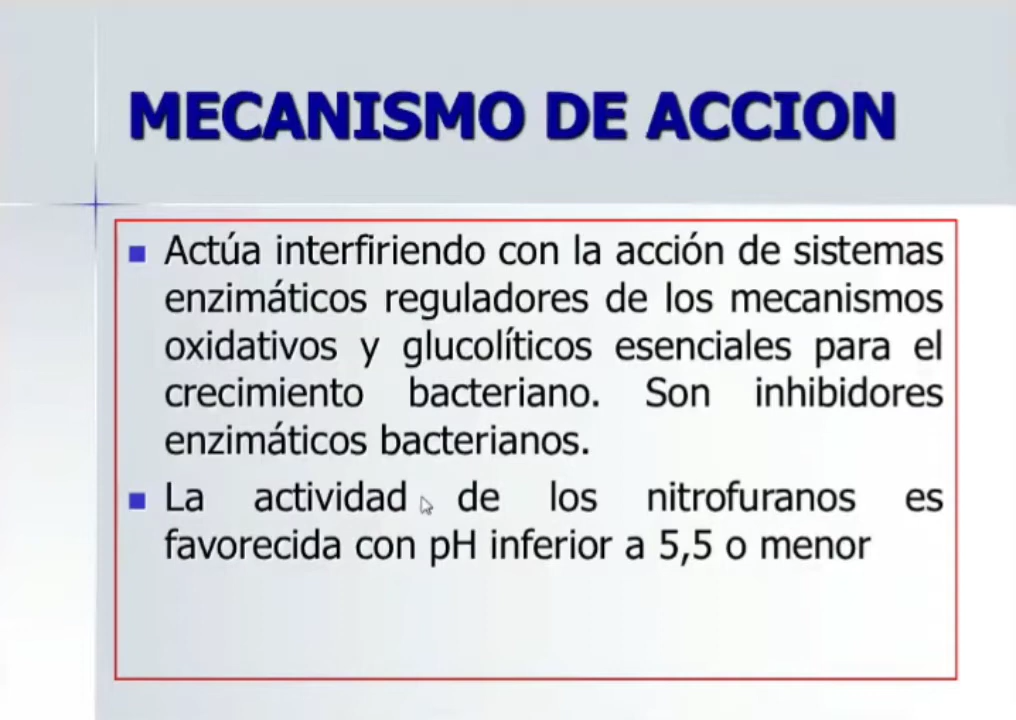 MECANISMO DE ACCION
Actúa interfiriendo con la acción de sistemas
enzimáticos reguladores de los mecanismos
oxidativos y glucolíticos esenciales para el
crecimiento bacteriano. Son inhibidores
enzimáticos bacterianos.
La actividad de los nitrofuranos es
favorecida con pH inferior a 5,5 o menor